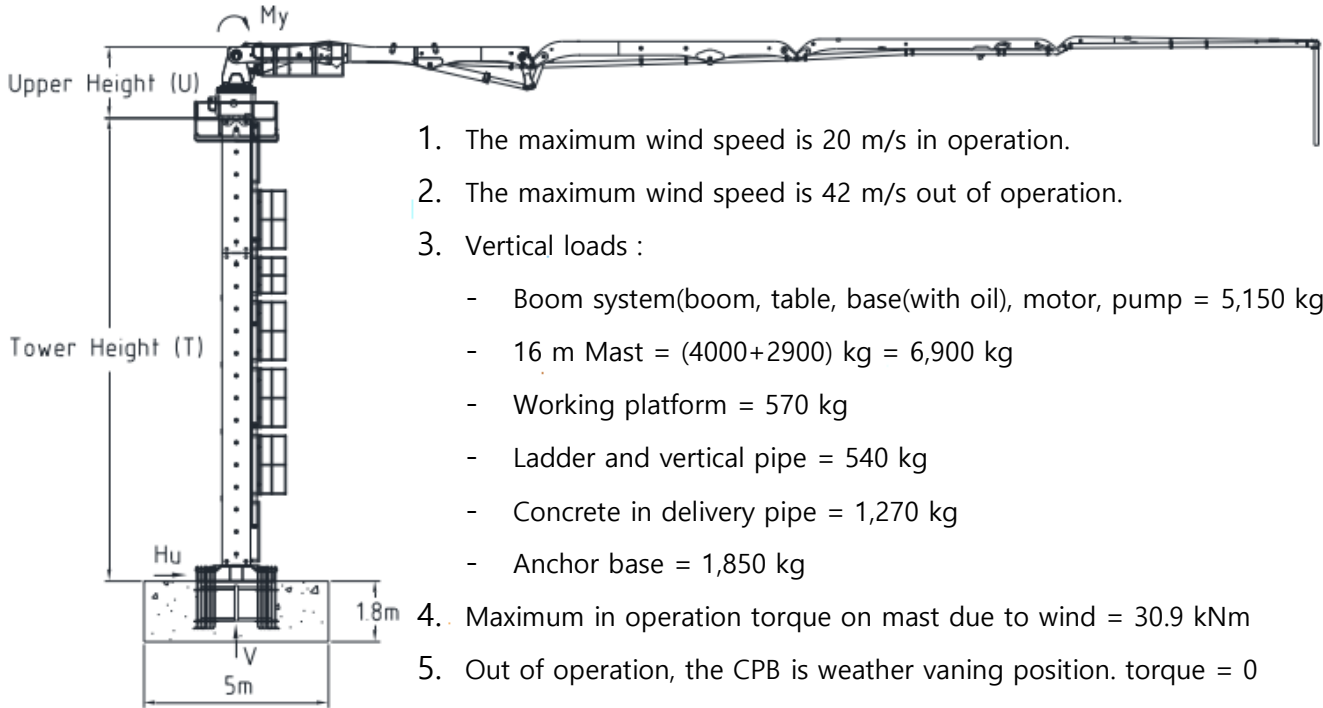 My
Upper Height (U)
Tower Height (T)
Hu
V
1.8m
5m
1. The maximum wind speed is 20 m/s in operation.
2. The maximum wind speed is 42 m/s out of operation.
3. Vertical loads :
- Boom system(boom, table, base(with oil), motor, pump = 5,150 kg
- 16 m Mast = (4000+2900) kg = 6,900 kg
- Working platform = 570 kg
- Ladder and vertical pipe = 540 kg
- Concrete in delivery pipe = 1,270 kg
- Anchor base = 1,850 kg
4. Maximum in operation torque on mast due to wind = 30.9 kNm
5. Out of operation, the CPB is weather vaning position. torque = 0